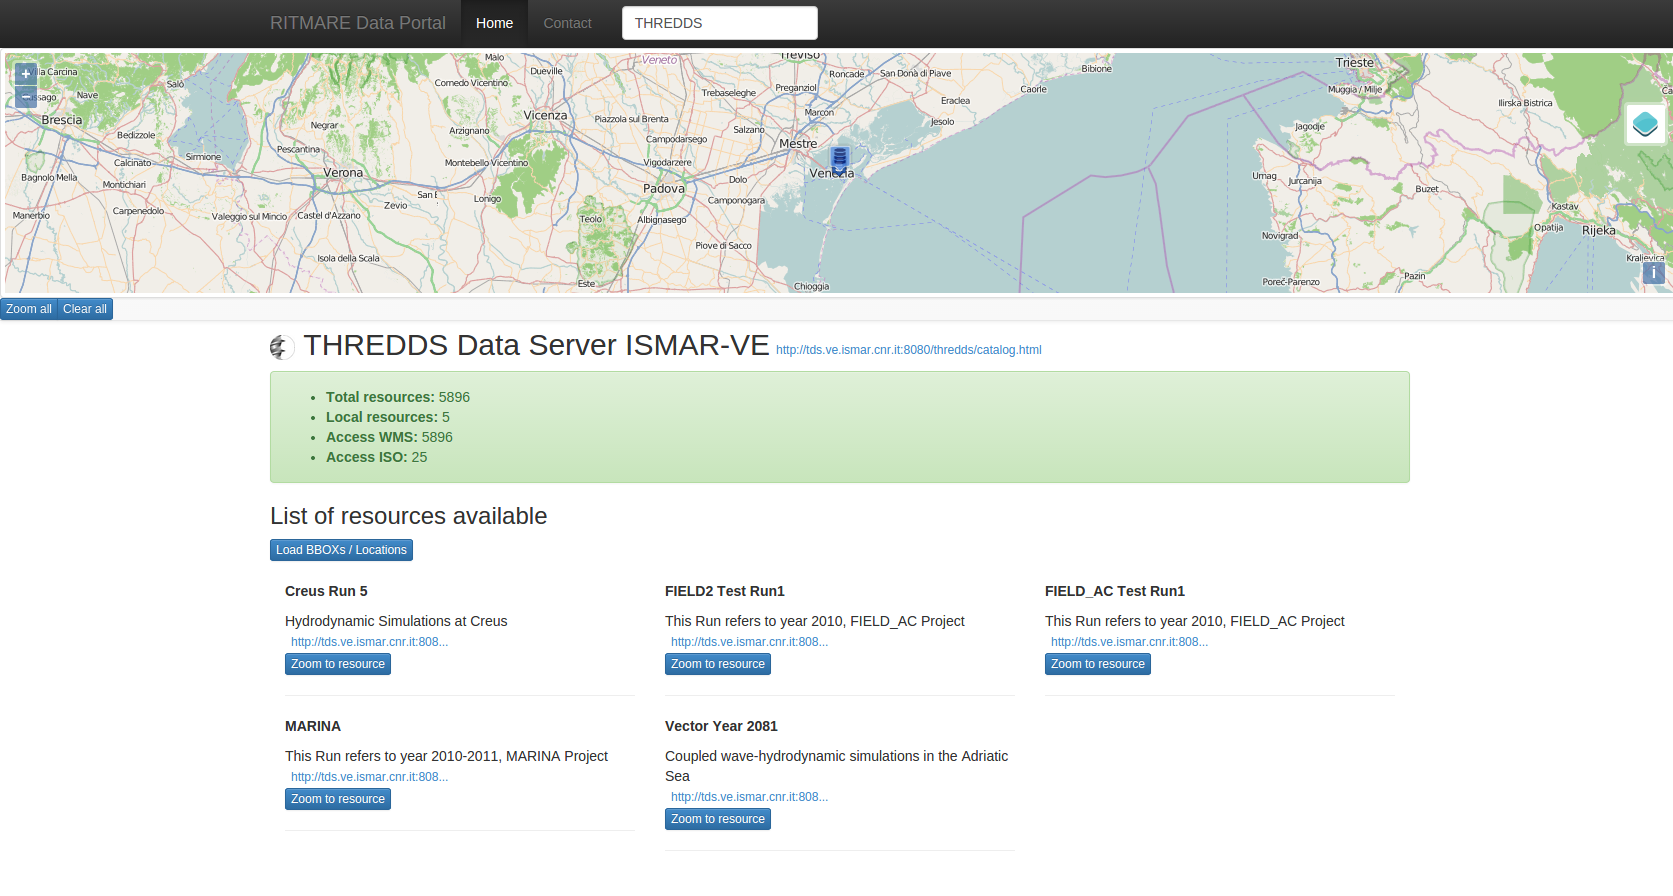 RITMARE Data Portal Home Contact THREDDS
Malo
Veneto
Treviso
Bibione
Trieste
Villa Carcina
+
Dueville
Roncade
San Donà di Piave
Salò
Cornedo Vicentino
Preganziol
Caorle
Muggia / Milje
Nave
Trebaseleghe
Eraclea
Ilirska Bistrica
Brescia
Vicenza
Piazzola sul Brenta
Marcon
Jesolo
Negrar
Arzignano
Salzano
Jagodje
Bedizzole
Campodarsego
Mestre
Pescantina
Calcinato
Sirmione
Montebello Vicentino
Vigodarzere
Verona
Venezia
Bagnolo Mella
Montichiari
Padova
Dolo
Umag
Jurcanija
Buzet
San B
Lonigo
Camponogara
Zevio
Kastav
Manerbio
Carpenedolo
Valeggio sul Mincio
Castel d'Azzano
Teolo
Albignasego
Opatija
Rijeka
Novigrad
Piove di Sacco
Isola della Scala
Kraljevica
i
Pazin
Este
Chioggia
Poreč-Parenzo
Zoom all Clear all
THREDDS Data Server ISMAR-VE http://tds.ve.ismar.cnr.it:8080/thredds/catalog.html
• Total resources: 5896
• Local resources: 5
• Access WMS: 5896
• Access ISO: 25
List of resources available
Load BBOXs / Locations
Creus Run 5
Hydrodynamic Simulations at Creus
http://tds.ve.ismar.cnr.it:808...
Zoom to resource
FIELD2 Test Run1
This Run refers to year 2010, FIELD_AC Project
http://tds.ve.ismar.cnr.it:808...
Zoom to resource
FIELD_AC Test Run1
This Run refers to year 2010, FIELD_AC Project
http://tds.ve.ismar.cnr.it:808...
Zoom to resource
MARINA
This Run refers to year 2010-2011, MARINA Project
http://tds.ve.ismar.cnr.it:808...
Zoom to resource
Vector Year 2081
Coupled wave-hydrodynamic simulations in the Adriatic
Sea
http://tds.ve.ismar.cnr.it:808...
Zoom to resource